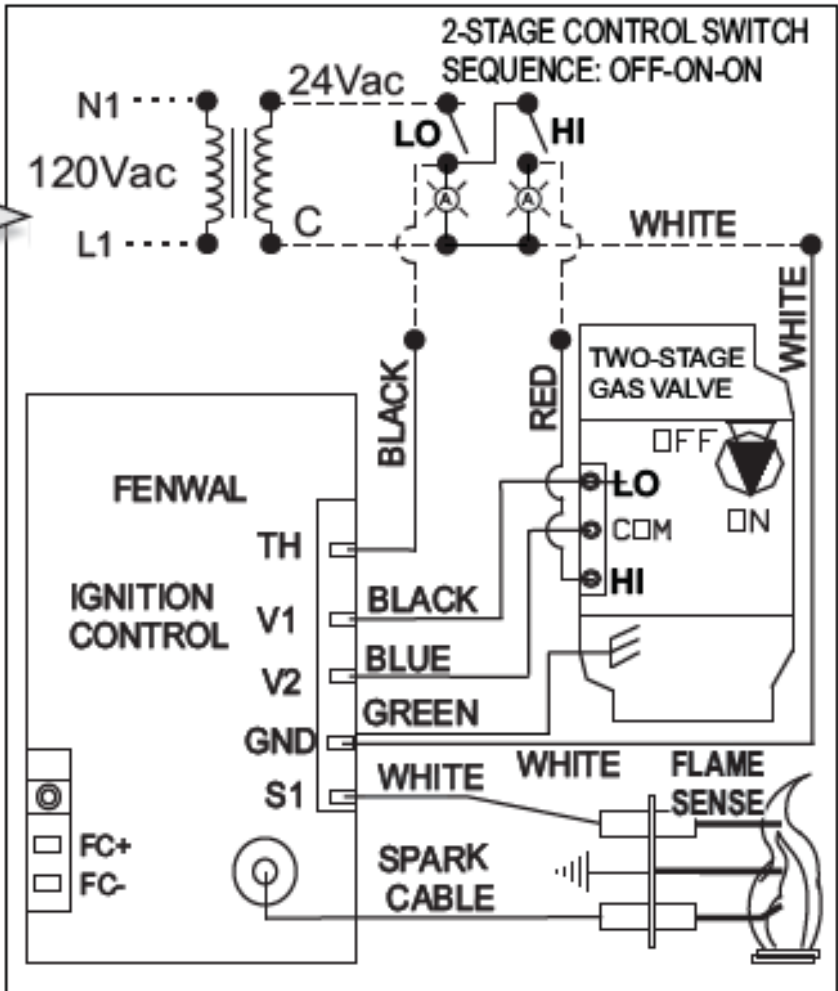 2-STAGE CONTROL SWITCH
SEQUENCE: OFF-ON-ON
24Vac
N1
LO
HI
120Vac
A
A
C
L1
WHITE
WHITE
BLACK
RED
TWO-STAGE
GAS VALVE
OFF
ON
LO
COM
HI
FENWAL
IGNITION
CONTROL
TH
V1
BLACK
V2
BLUE
GREEN
GND
WHITE
S1
WHITE
FLAME
SENSE
FC+
FC-
SPARK
CABLE